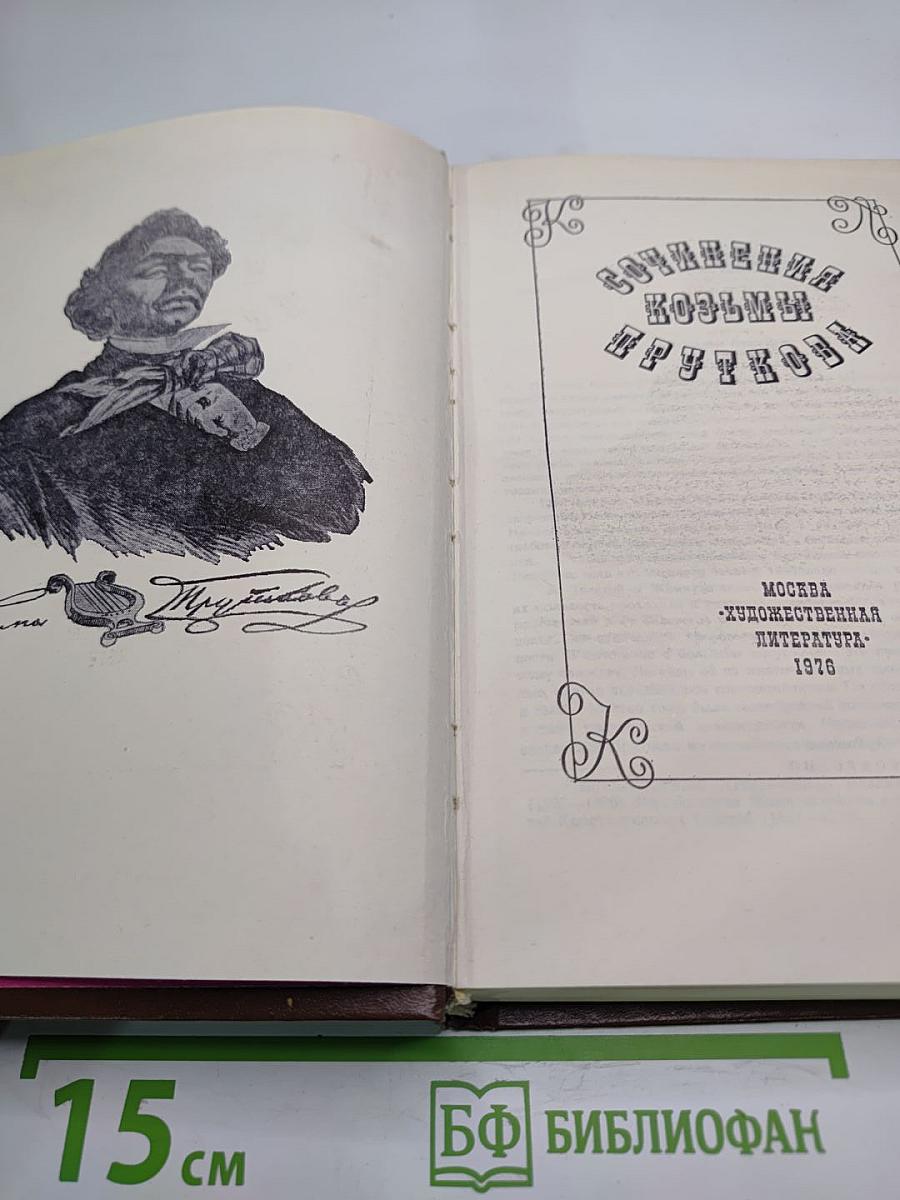 К Л
СОЧИНЕНИЯ
КОЗЬМЫ
ПРУТКОВА
МОСКВА
«ХУДОЖЕСТВЕННАЯ
ЛИТЕРАТУРА»
1976
К
15 см
БФ БИБЛИОФАН